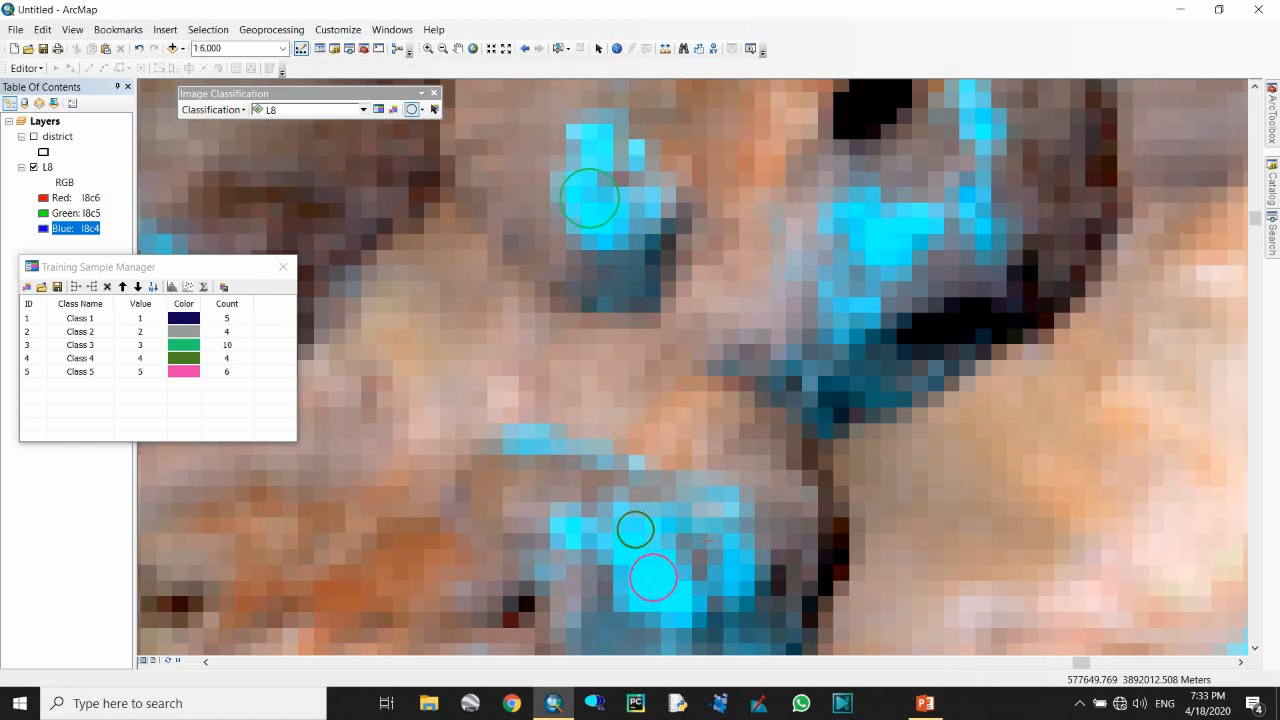 Untitled - ArcMap
File Edit View Bookmarks Insert Selection Geoprocessing Customize Windows Help
1:6,000
Editor
Table Of Contents
Layers
district
L8
RGB
Red: l8c6
Green: l8c5
Blue: l8c4
Image Classification
Classification L8
Training Sample Manager
ID Class Name Value Color Count
1 Class 1 1 5
2 Class 2 2 4
3 Class 3 3 10
4 Class 4 4 4
5 Class 5 5 6
ArcToolbox
Catalog
Search
577649.769 3892012.508 Meters
Type here to search
PC
ENG
7:33 PM
4/18/2020
4